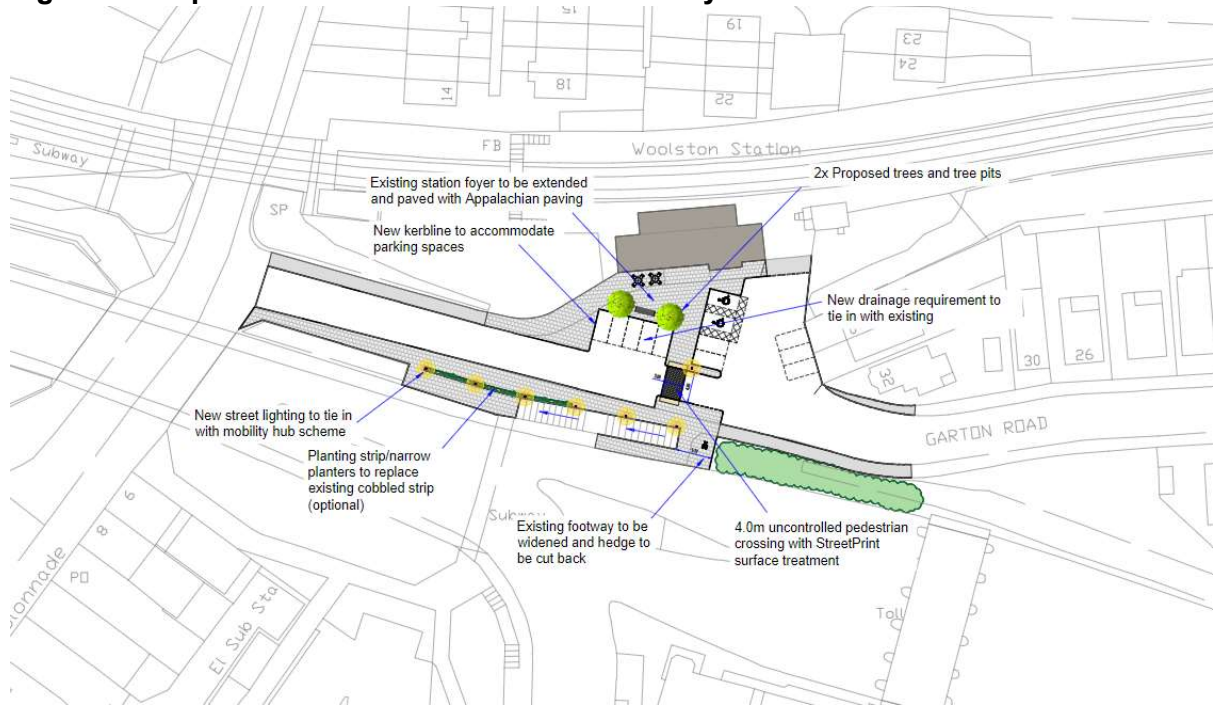 15
19
23
24
14
18
22
Subway
FB
Woolston Station
SP
Existing station foyer to be extended
and paved with Appalachian paving
2x Proposed trees and tree pits
New kerbline to accommodate
parking spaces
New drainage requirement to
tie in with existing
30
26
32
GARTON ROAD
New street lighting to tie in
with mobility hub scheme
Planting strip/narrow
planters to replace
existing cobbled strip
(optional)
Existing footway to be
widened and hedge to
be cut back
4.0m uncontrolled pedestrian
crossing with StreetPrint
surface treatment
6
8
PO
El Sub Sta
Toll